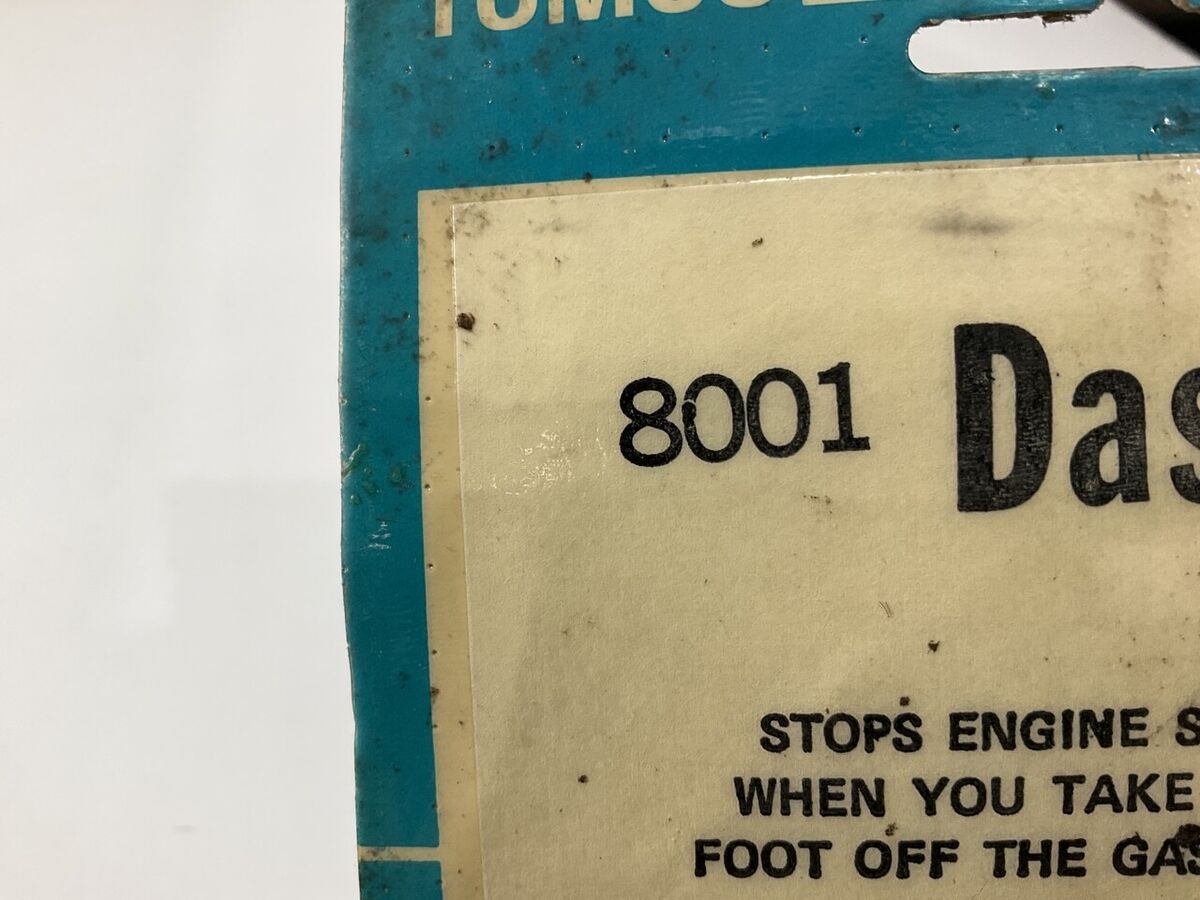 8001 Das
STOPS ENGINE S
WHEN YOU TAKE
FOOT OFF THE GAS